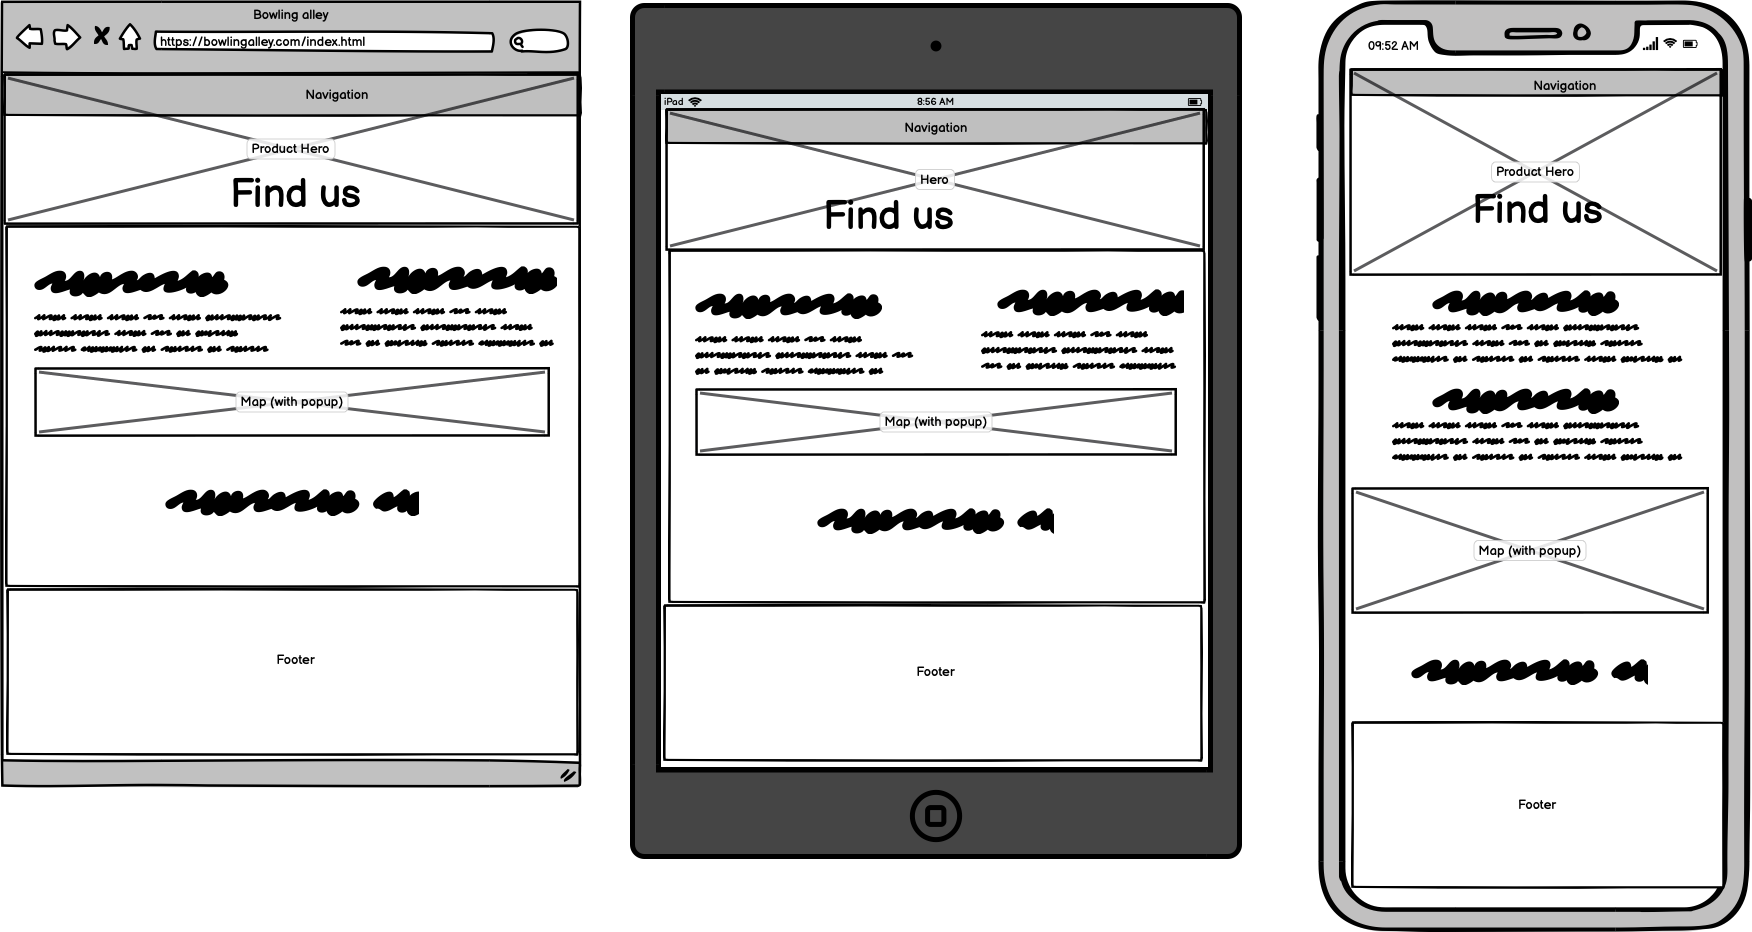 Bowling alley
https://bowlingalley.com/index.html
Navigation
Product Hero
Find us
Map (with popup)
Footer
iPad
8:56 AM
Navigation
Hero
Find us
Map (with popup)
Footer
09:52 AM
Navigation
Product Hero
Find us
Map (with popup)
Footer